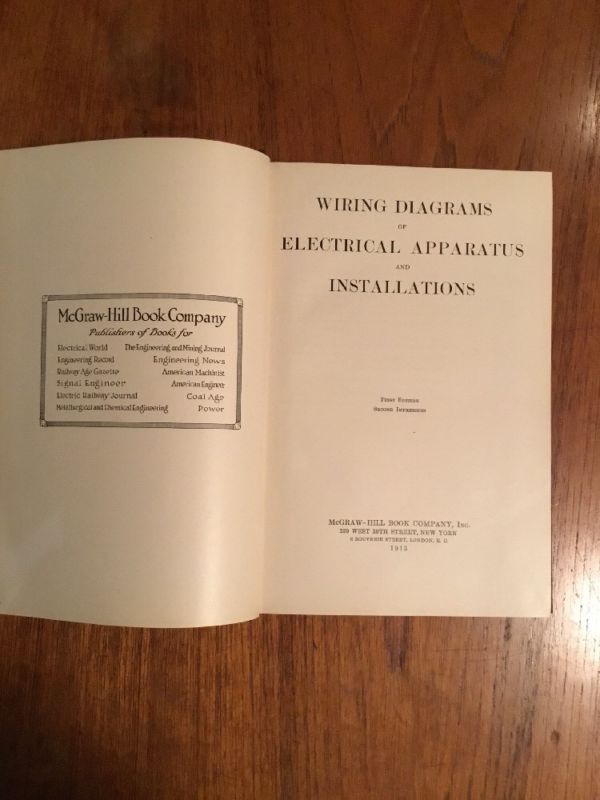 McGraw-Hill Book Company
Publishers of Books for
Electrical World The Engineering and Mining Journal
Engineering Record Engineering News
Railway Age Gazette American Machinist
Signal Engineer American Engineer
Electric Railway Journal Coal Age
Metallurgical and Chemical Engineering Power
WIRING DIAGRAMS
OF
ELECTRICAL APPARATUS
AND
INSTALLATIONS
First Edition
Second Impression
McGRAW-HILL BOOK COMPANY, Inc.
239 WEST 39TH STREET, NEW YORK
6 BOUVERIE STREET, LONDON, E. C.
1913